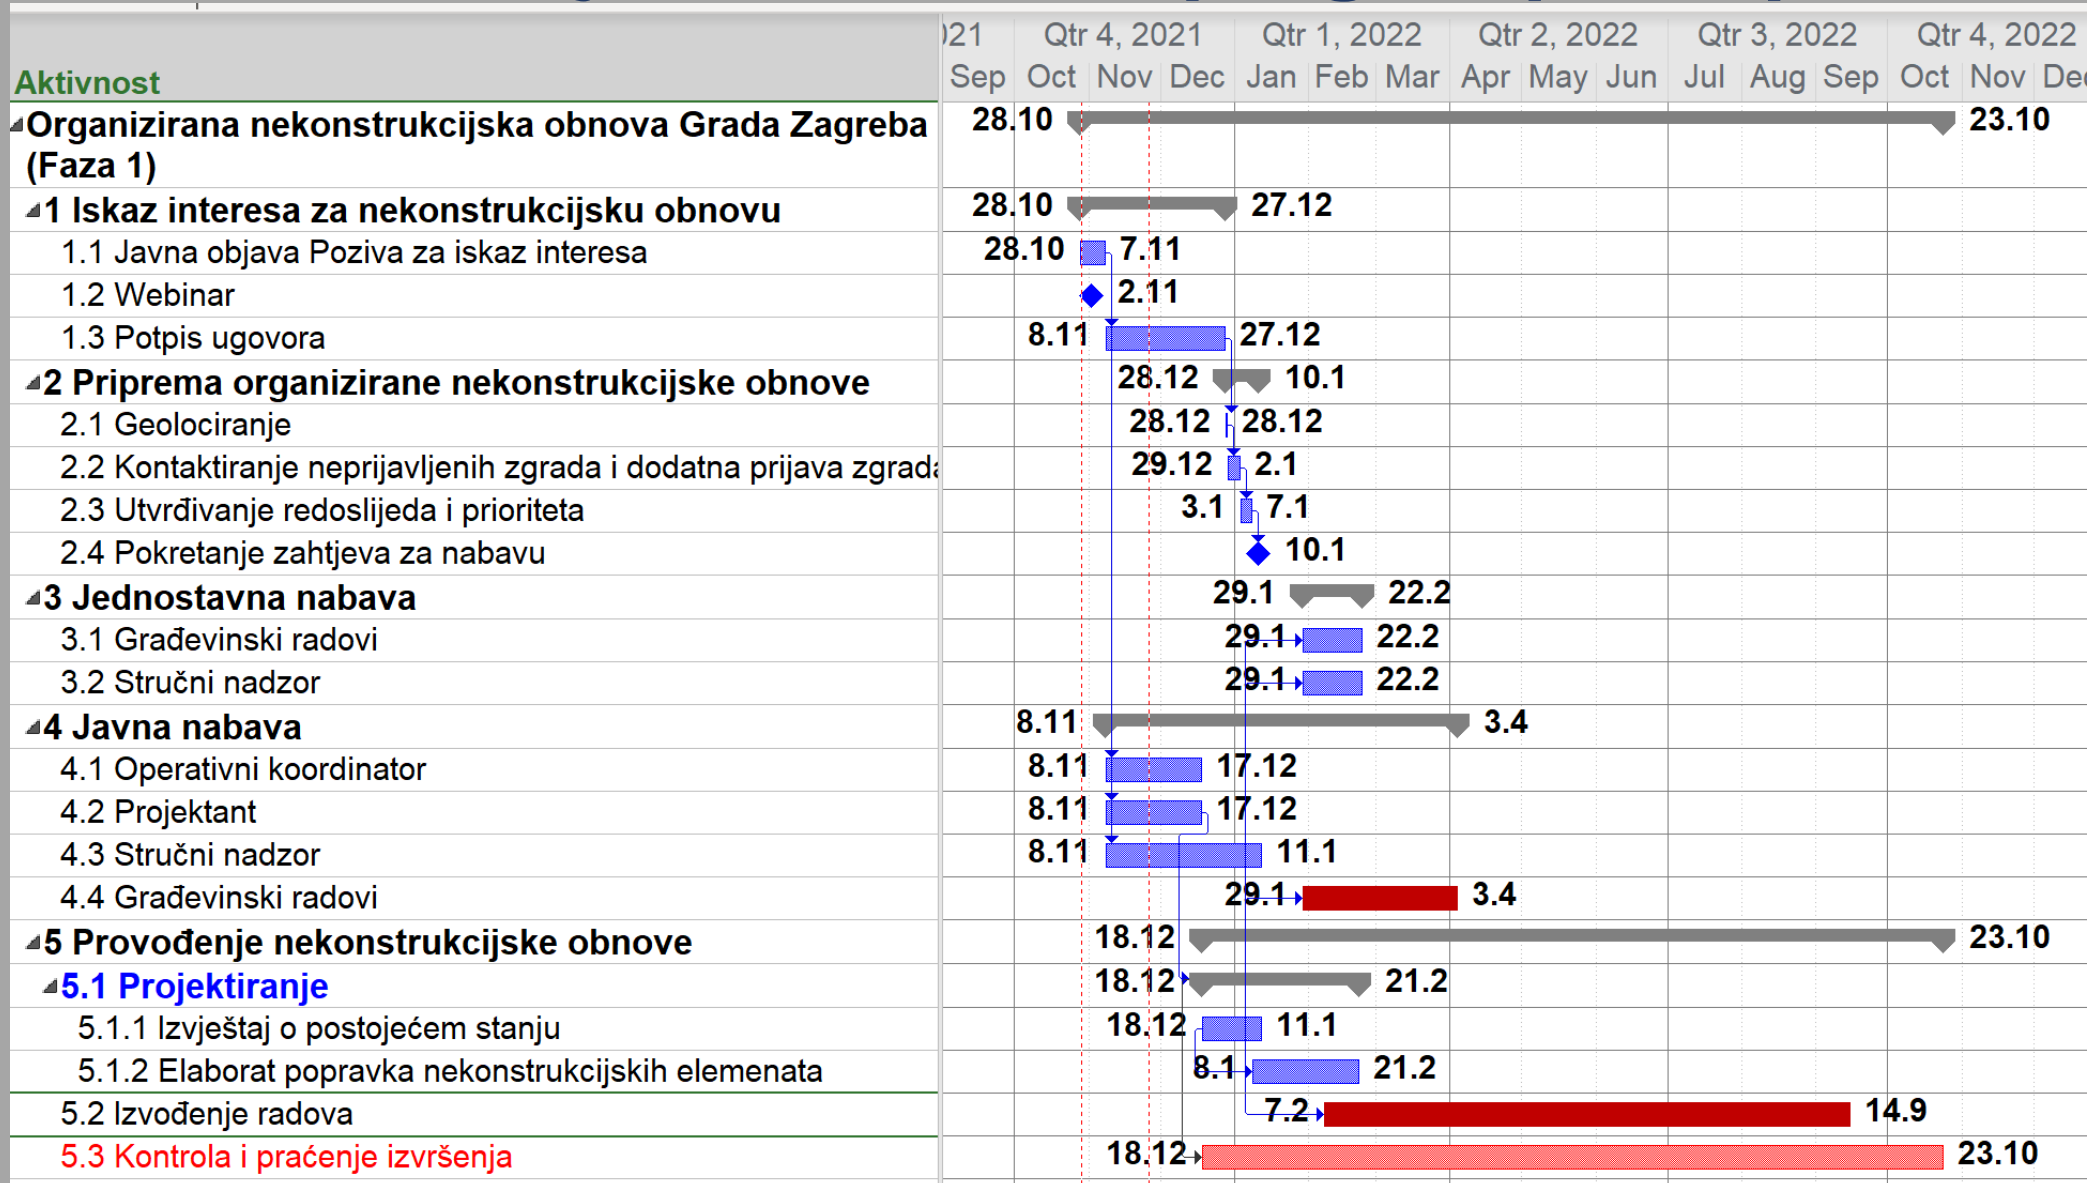 Qtr 4, 2021 Qtr 1, 2022 Qtr 2, 2022 Qtr 3, 2022 Qtr 4, 2022
Aktivnost Sep Oct Nov Dec Jan Feb Mar Apr May Jun Jul Aug Sep Oct Nov
Organizirana nekonstrukcijska obnova Grada Zagreba 28.10 23.10
(Faza 1)
1 Iskaz interesa za nekonstrukcijsku obnovu 28.10 27.12
1.1 Javna objava Poziva za iskaz interesa 28.10 7.11
1.2 Webinar 2.11
1.3 Potpis ugovora 8.11 27.12
2 Priprema organizirane nekonstrukcijske obnove 28.12 10.1
2.1 Geolociranje 28.12 28.12
2.2 Kontaktiranje neprijavljenih zgrada i dodatna prijava 29.12 2.1
2.3 Utvrđivanje redoslijeda i prioriteta 3.1 7.1
2.4 Pokretanje zahtjeva za nabavu 10.1
3 Jednostavna nabava 29.1 22.2
3.1 Građevinski radovi 29.1 22.2
3.2 Stručni nadzor 29.1 22.2
4 Javna nabava 8.11 3.4
4.1 Operativni koordinator 8.11 17.12
4.2 Projektant 8.11 17.12
4.3 Stručni nadzor 8.11 11.1
4.4 Građevinski radovi 29.1 3.4
5 Provođenje nekonstrukcijske obnove 18.12 23.10
5.1 Projektiranje 18.12 21.2
5.1.1 Izvještaj o postojećem stanju 18.12 11.1
5.1.2 Elaborat popravka nekonstrukcijskih elemenata 8.1 21.2
5.2 Izvođenje radova 7.2 14.9
5.3 Kontrola i praćenje izvršenja 18.12 23.10